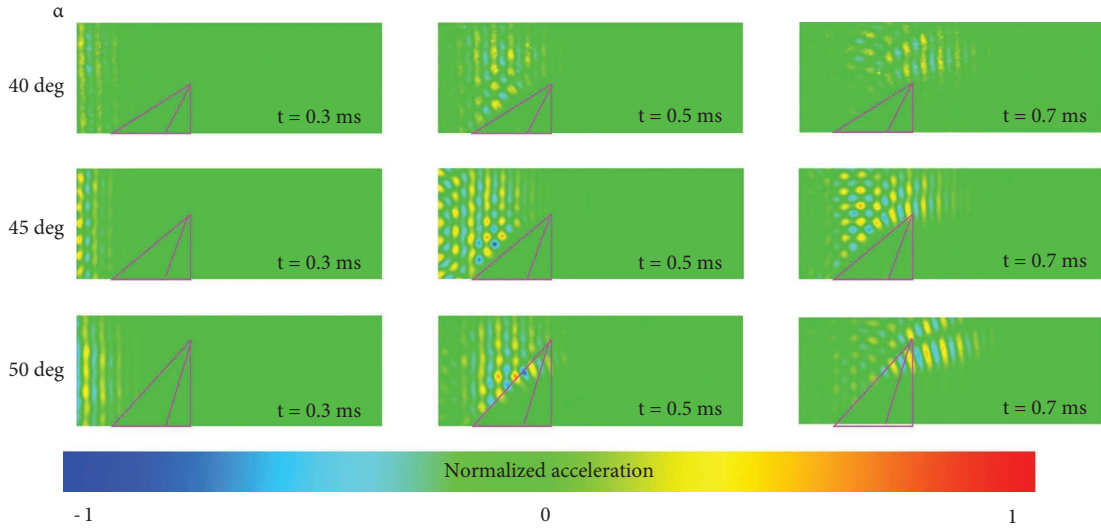 α
40 deg
t = 0.3 ms
t = 0.5 ms
t = 0.7 ms
45 deg
t = 0.3 ms
t = 0.5 ms
t = 0.7 ms
50 deg
t = 0.3 ms
t = 0.5 ms
t = 0.7 ms
Normalized acceleration
- 1
0
1